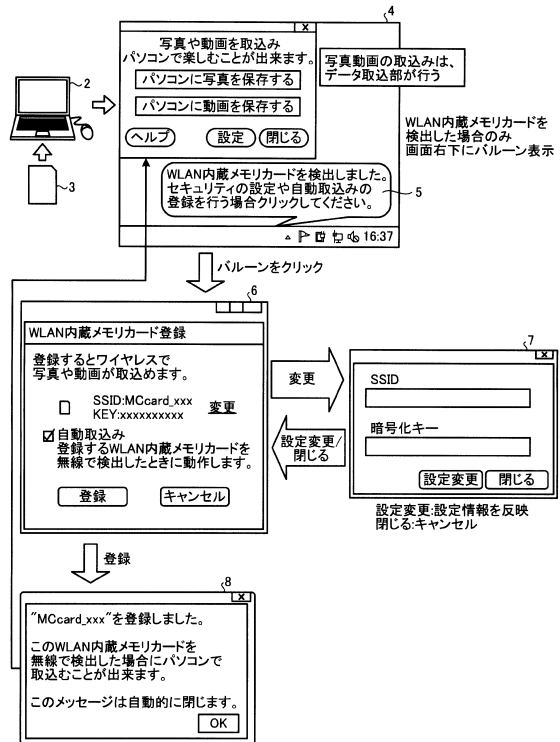 4
X
写真や動画を取込み
パソコンで楽しむことが出来ます。
パソコンに写真を保存する
パソコンに動画を保存する
ヘルプ
設定
閉じる
写真動画の取込みは、
データ取込部が行う
2
3
WLAN内蔵メモリカードを
検出した場合のみ
画面右下にバルーン表示
WLAN内蔵メモリカードを検出しました。
セキュリティの設定や自動取込みの
登録を行う場合クリックしてください。
5
16:37
バルーンをクリック
6
WLAN内蔵メモリカード登録
登録するとワイヤレスで
写真や動画が取込めます。
SSID:MCcard_xxx
KEY:xxxxxxxxxx
変更
自動取込み
登録するWLAN内蔵メモリカードを
無線で検出したときに動作します。
登録
キャンセル
変更
設定変更/
閉じる
7
X
SSID
暗号化キー
設定変更
閉じる
設定変更:設定情報を反映
閉じる:キャンセル
登録
8
X
"MCcard_xxx"を登録しました。
このWLAN内蔵メモリカードを
無線で検出した場合にパソコンで
取込むことが出来ます。
このメッセージは自動的に閉じます。
OK